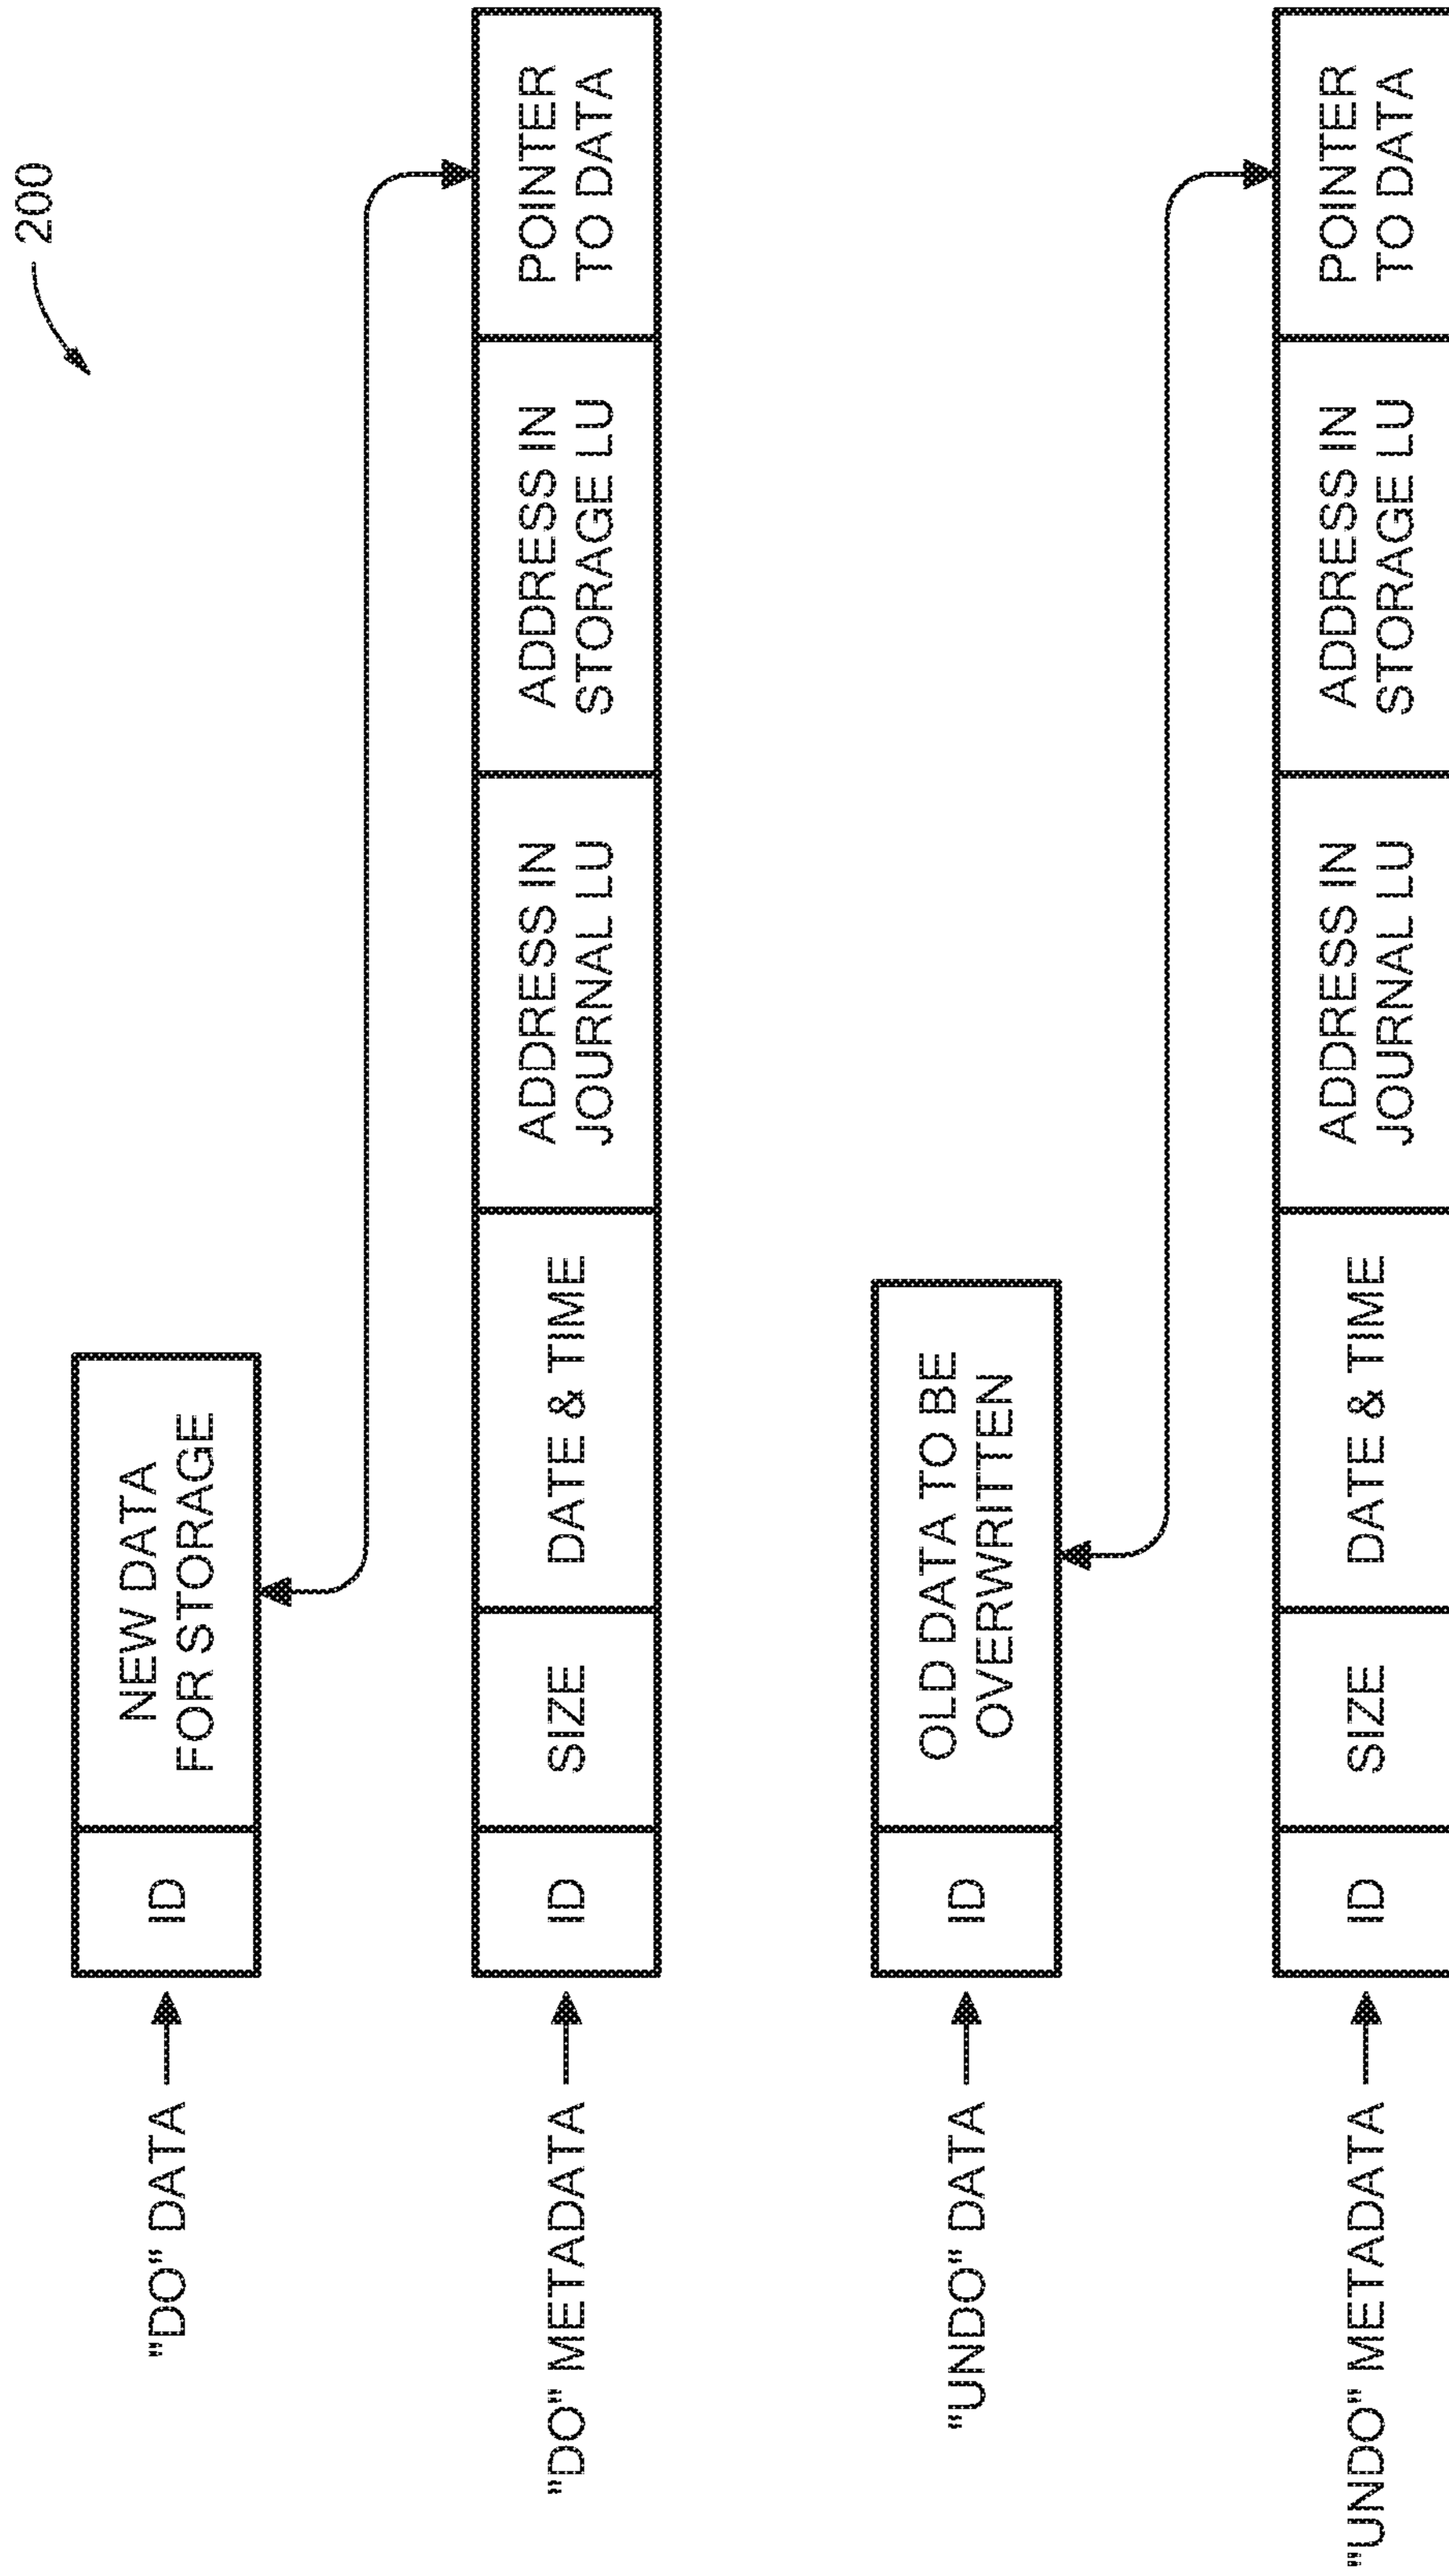 200
"DO" DATA
ID
NEW DATA
FOR STORAGE
"DO" METADATA
ID
SIZE
DATE & TIME
ADDRESS IN
JOURNAL LU
ADDRESS IN
STORAGE LU
POINTER
TO DATA
"UNDO" DATA
ID
OLD DATA TO BE
OVERWRITTEN
"UNDO" METADATA
ID
SIZE
DATE & TIME
ADDRESS IN
JOURNAL LU
ADDRESS IN
STORAGE LU
POINTER
TO DATA